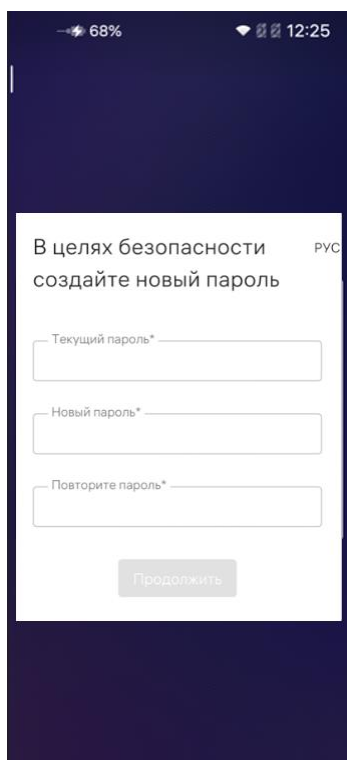 68%
12:25
В целях безопасности
РУС
создайте новый пароль
Текущий пароль*
Новый пароль*
Повторите пароль*
Продолжить